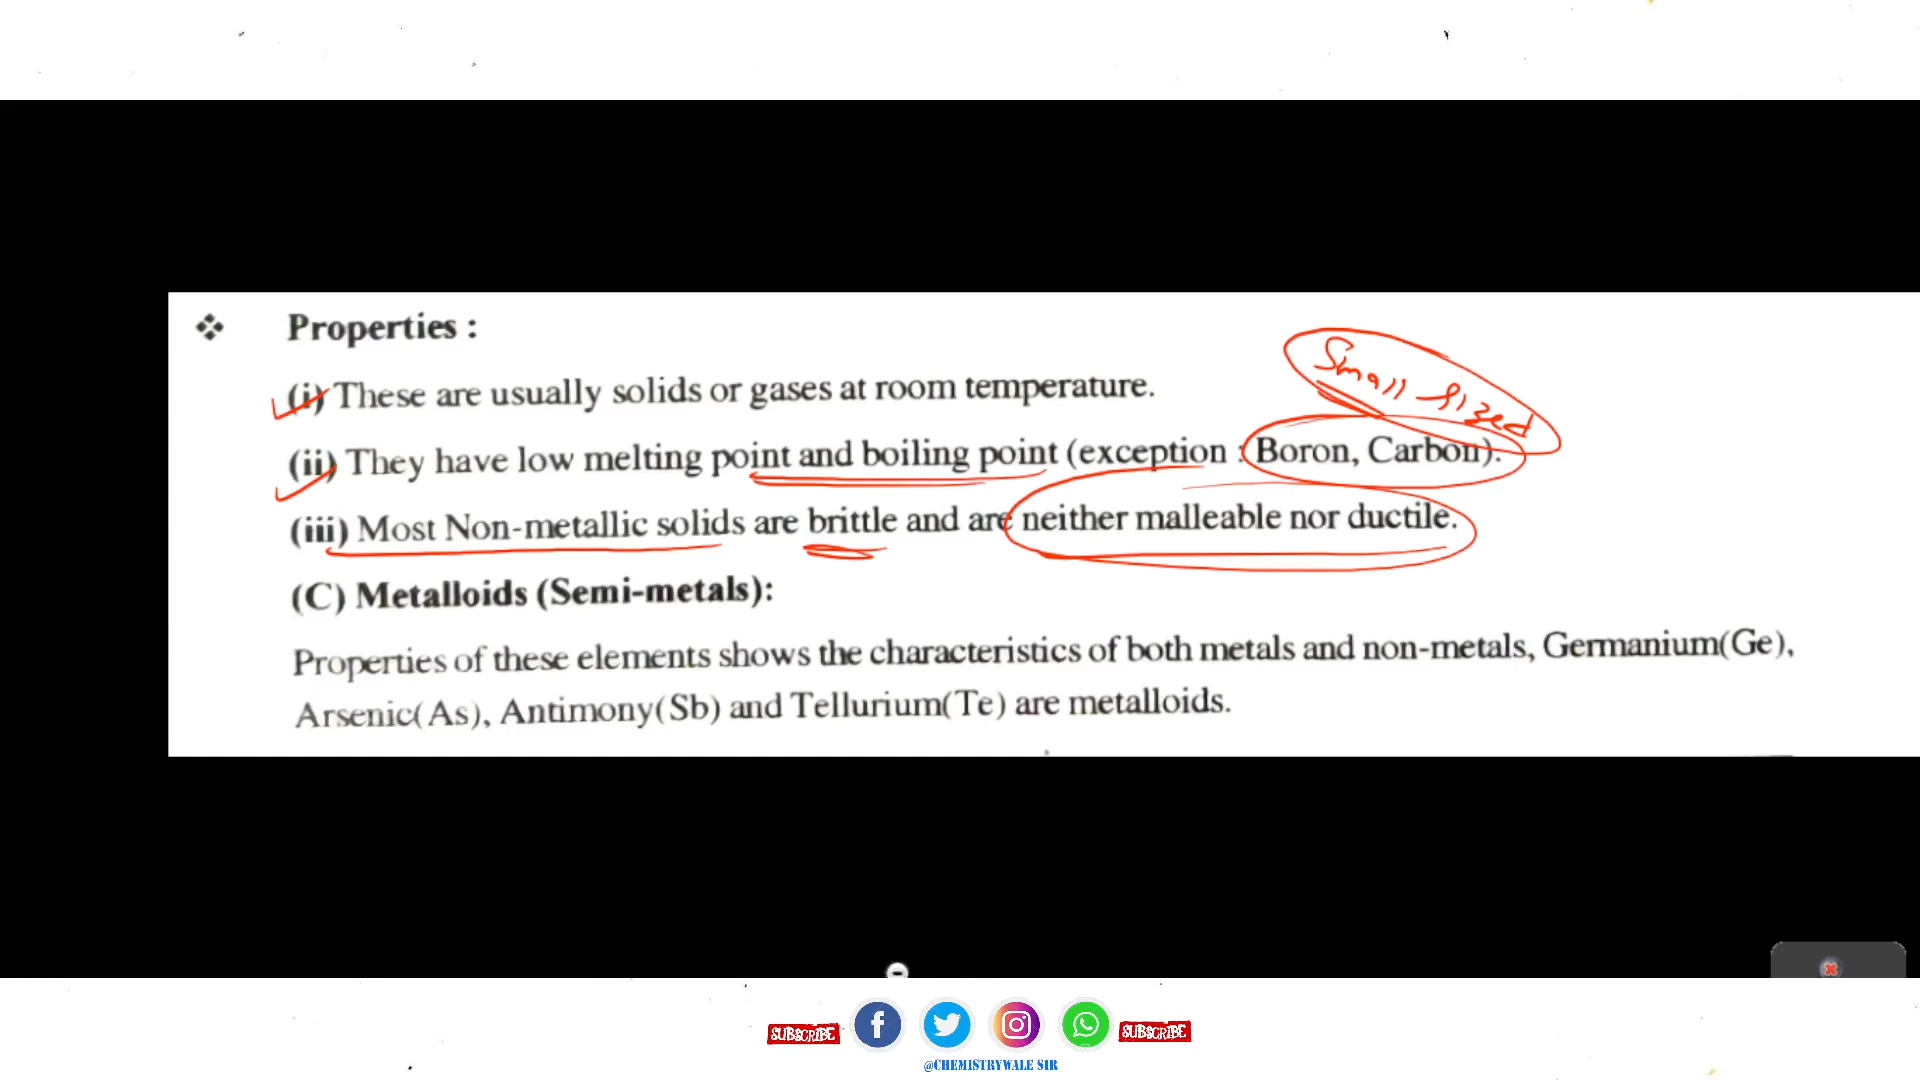 ❖ Properties :
Small sized
(i) These are usually solids or gases at room temperature.
(ii) They have low melting point and boiling point (exception : Boron, Carbon).
(iii) Most Non-metallic solids are brittle and are neither malleable nor ductile.
(C) Metalloids (Semi-metals):
Properties of these elements shows the characteristics of both metals and non-metals, Germanium(Ge),
Arsenic(As), Antimony(Sb) and Tellurium(Te) are metalloids.
SUBSCRIBE SUBSCRIBE
@CHEMISTRYWALE SIR